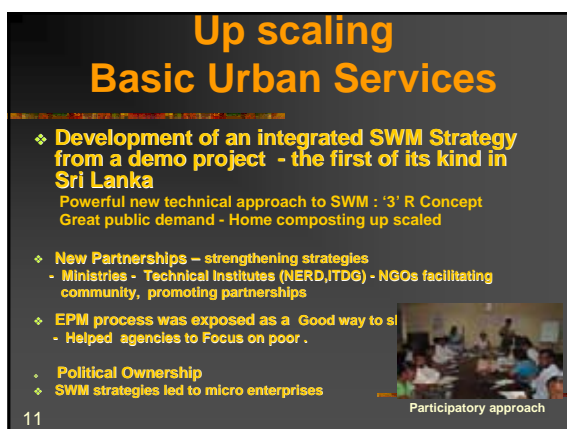 Up scaling
Basic Urban Services
❖ Development of an integrated SWM Strategy
from a demo project - the first of its kind in
Sri Lanka
Powerful new technical approach to SWM : ‘3’ R Concept
Great public demand - Home composting up scaled
❖ New Partnerships – strengthening strategies
- Ministries - Technical Institutes (NERD,ITDG) - NGOs facilitating
community, promoting partnerships
❖ EPM process was exposed as a Good way to
- Helped agencies to Focus on poor .
❖ Political Ownership
❖ SWM strategies led to micro enterprises
Participatory approach
11